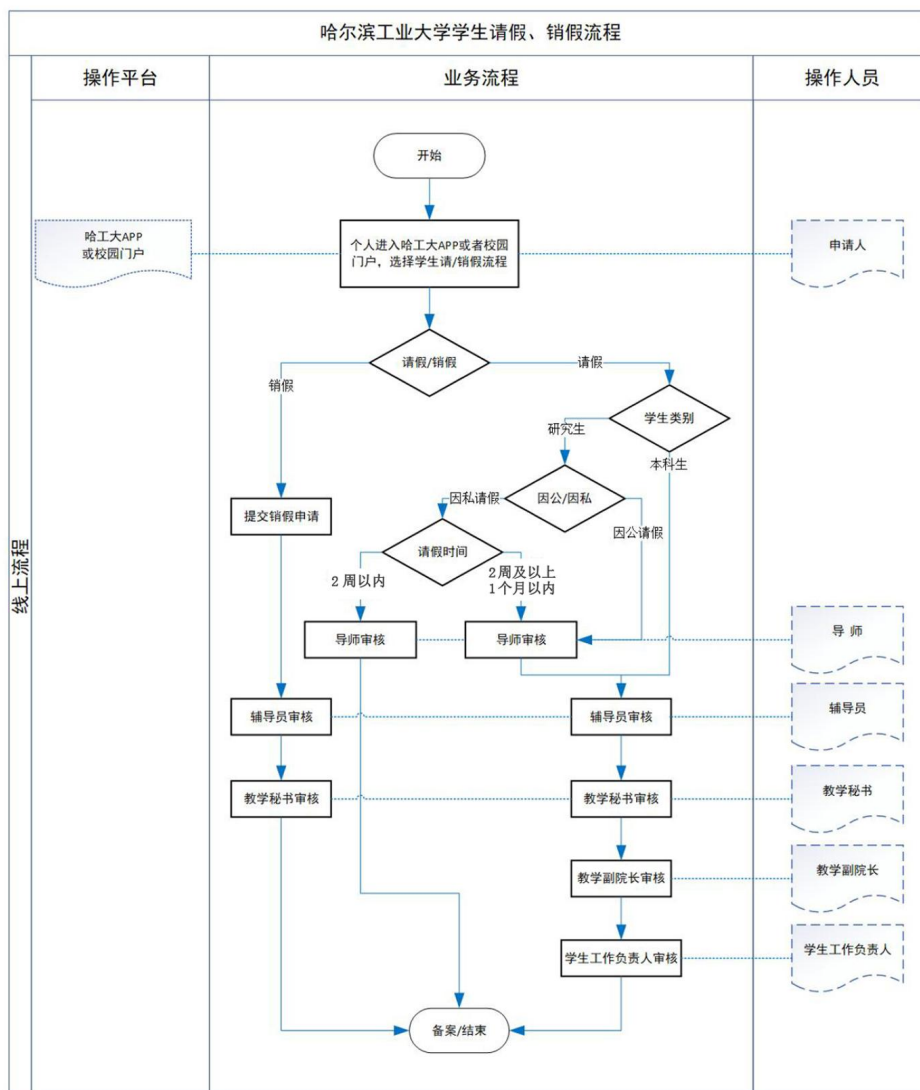 哈尔滨工业大学学生请假、销假流程
操作平台
业务流程
操作人员
线上流程
开始
哈工大APP
或校园门户
个人进入哈工大APP或者校园
门户，选择学生请/销假流程
申请人
请假/销假
销假
请假
学生类别
研究生
本科生
因公/因私
因私请假
因公请假
提交销假申请
请假时间
2周以内
2周及以上
1个月以内
导师审核
导师审核
导 师
辅导员审核
辅导员审核
辅导员
教学秘书审核
教学秘书审核
教学秘书
教学副院长审核
教学副院长
学生工作负责人审核
学生工作负责人
备案/结束